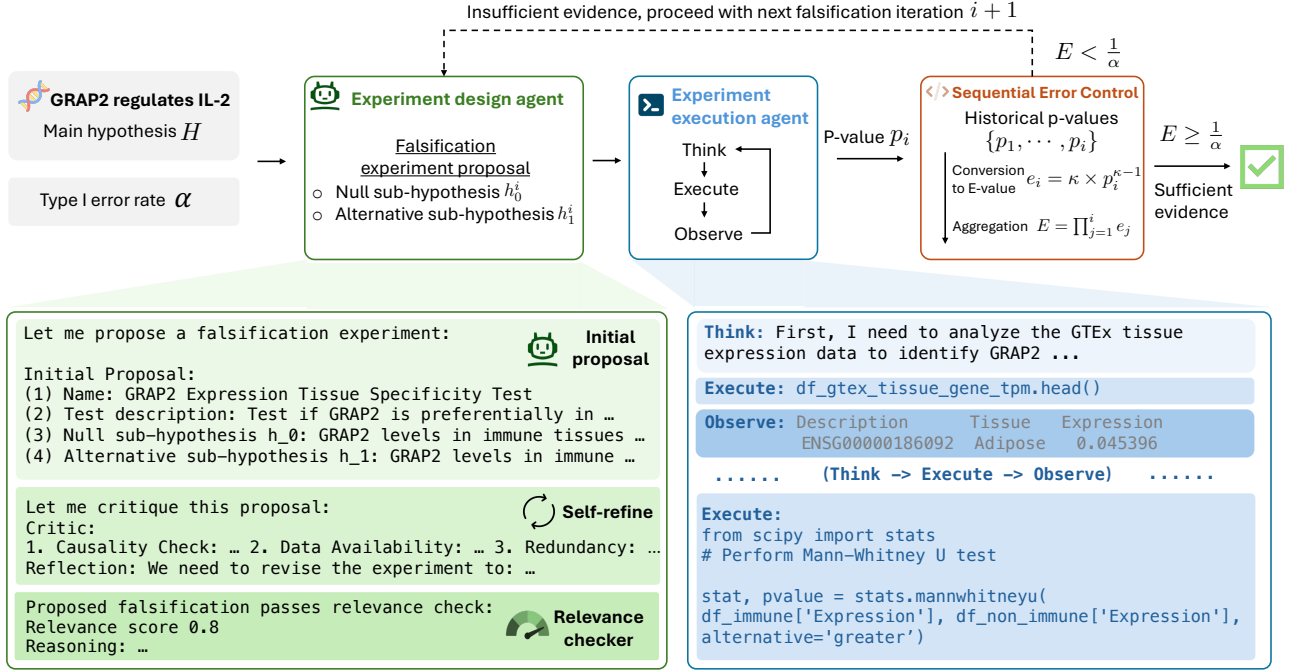 Insufficient evidence, proceed with next falsification iteration i + 1
GRAP2 regulates IL-2
Main hypothesis H
Type I error rate α
Experiment design agent
Falsification
experiment proposal
○ Null sub-hypothesis h_0^i
○ Alternative sub-hypothesis h_1^i
Experiment
execution agent
Think
Execute
Observe
P-value p_i
E < 1/α
</> Sequential Error Control
Historical p-values
{p_1, ⋯ , p_i}
Conversion
to E-value e_i = κ × p_i^{κ−1}
Aggregation E = ∏_{j=1}^{i} e_j
E ≥ 1/α
Sufficient
evidence
Let me propose a falsification experiment:
Initial
proposal
Initial Proposal:
(1) Name: GRAP2 Expression Tissue Specificity Test
(2) Test description: Test if GRAP2 is preferentially in …
(3) Null sub-hypothesis h_0: GRAP2 levels in immune tissues …
(4) Alternative sub-hypothesis h_1: GRAP2 levels in immune …
Let me critique this proposal:
Self-refine
Critic:
1. Causality Check: … 2. Data Availability: … 3. Redundancy: …
Reflection: We need to revise the experiment to: …
Proposed falsification passes relevance check:
Relevance score 0.8
Reasoning: …
Relevance
checker
Think: First, I need to analyze the GTEx tissue
expression data to identify GRAP2 ...
Execute: df_gtex_tissue_gene_tpm.head()
Observe: Description Tissue Expression
ENSG00000186092 Adipose 0.045396
...... (Think -> Execute -> Observe) ......
Execute:
from scipy import stats
# Perform Mann-Whitney U test
stat, pvalue = stats.mannwhitneyu(
df_immune['Expression'], df_non_immune['Expression'],
alternative='greater’)